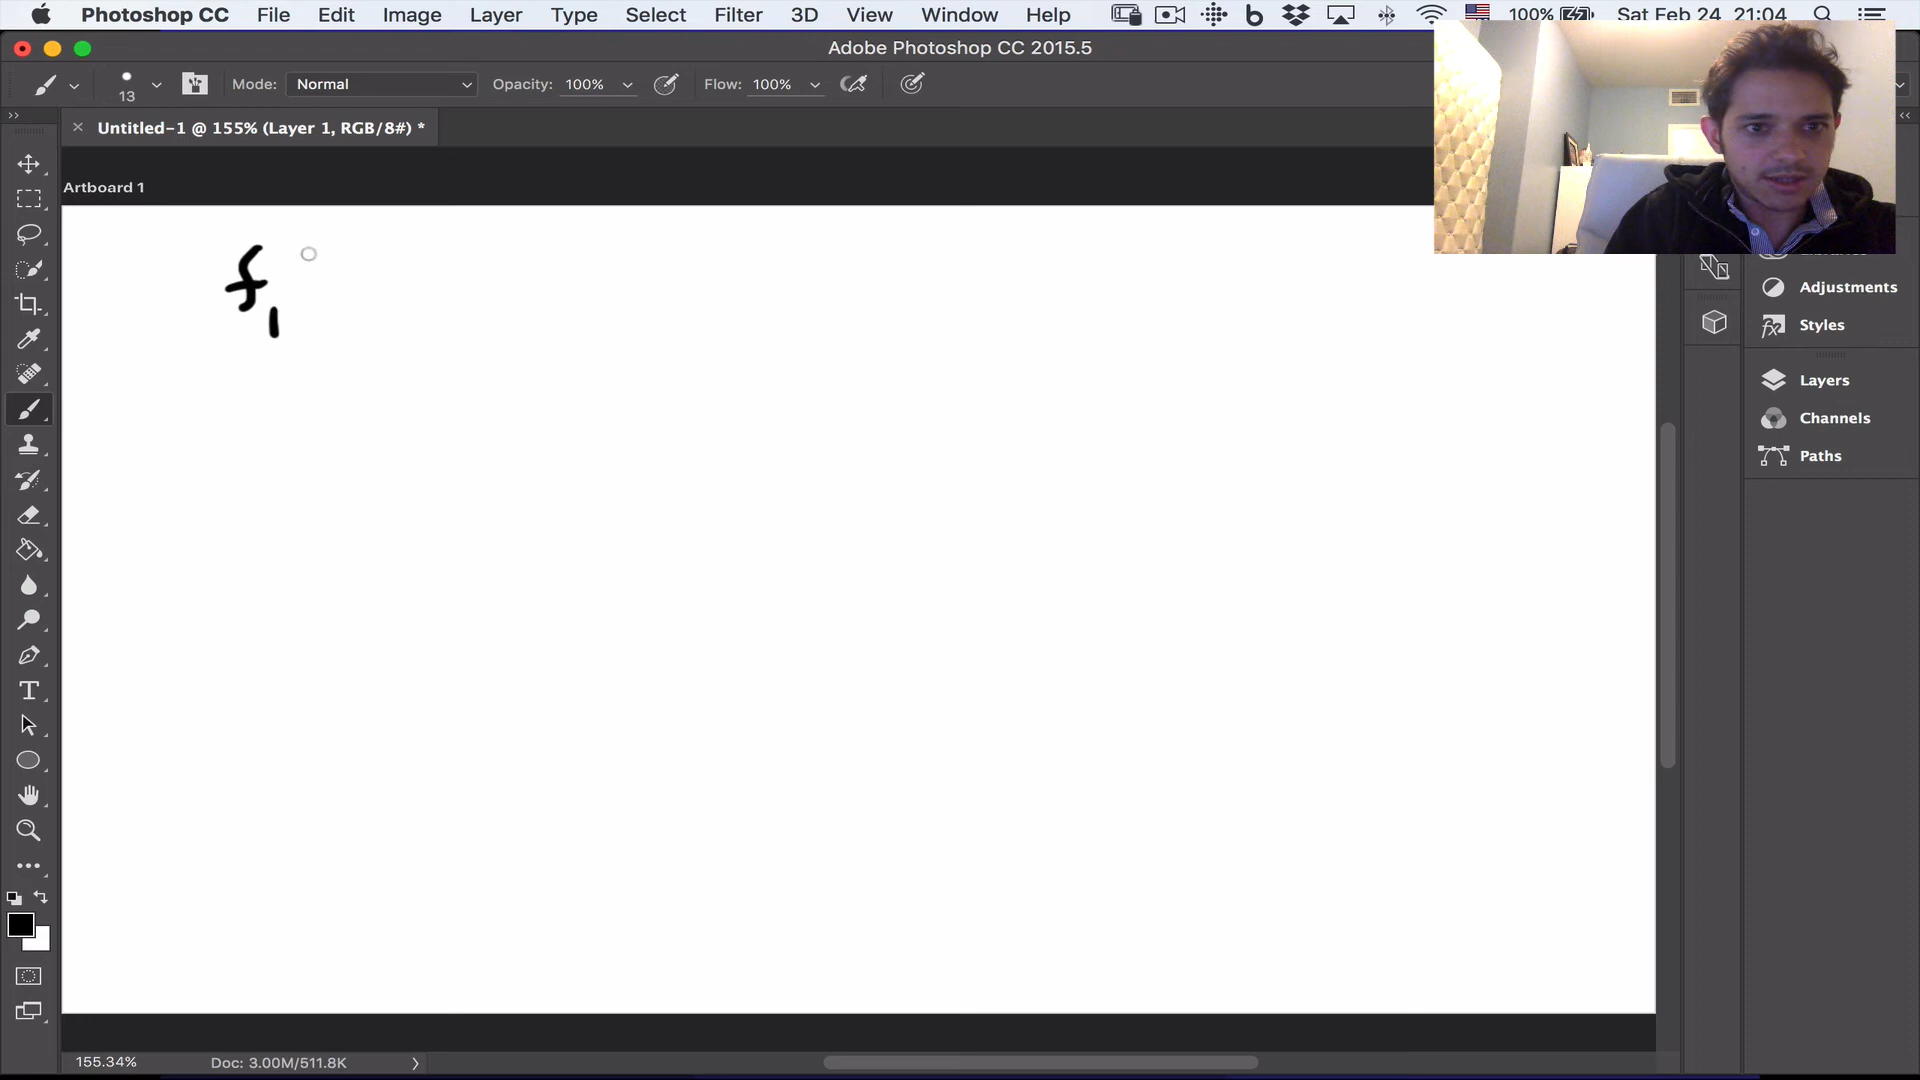 Photoshop CC File Edit Image Layer Type Select Filter 3D View Window Help 100% Sat Feb 24 21:04
Adobe Photoshop CC 2015.5
13 Mode: Normal Opacity: 100% Flow: 100%
Untitled-1 @ 155% (Layer 1, RGB/8#) *
Artboard 1
f1
Adjustments
Styles
Layers
Channels
Paths
T
155.34% Doc: 3.00M/511.8K